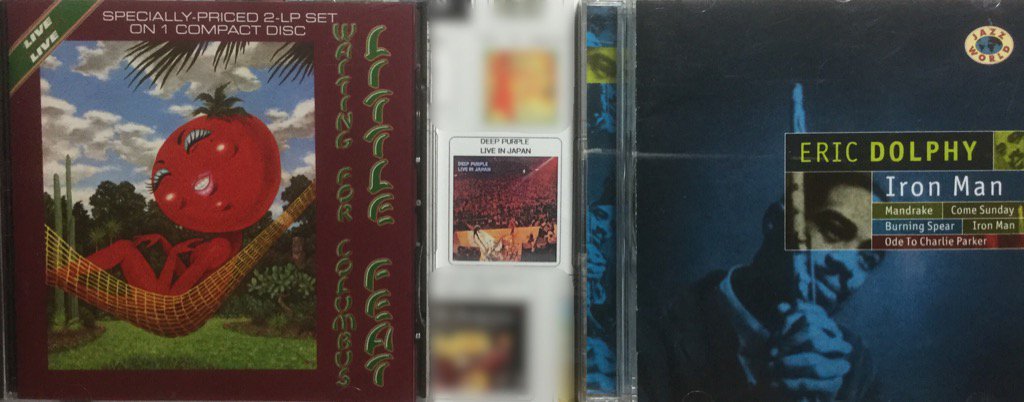 LIVE
LIVE
SPECIALLY-PRICED 2-LP SET
ON 1 COMPACT DISC
WAITING FOR COLUMBUS
LITTLE FEAT
DEEP PURPLE
LIVE IN JAPAN
DEEP PURPLE
LIVE IN JAPAN
JAZZ
WORLD
ERIC DOLPHY
Iron Man
Mandrake Come Sunday
Burning Spear Iron Man
Ode To Charlie Parker